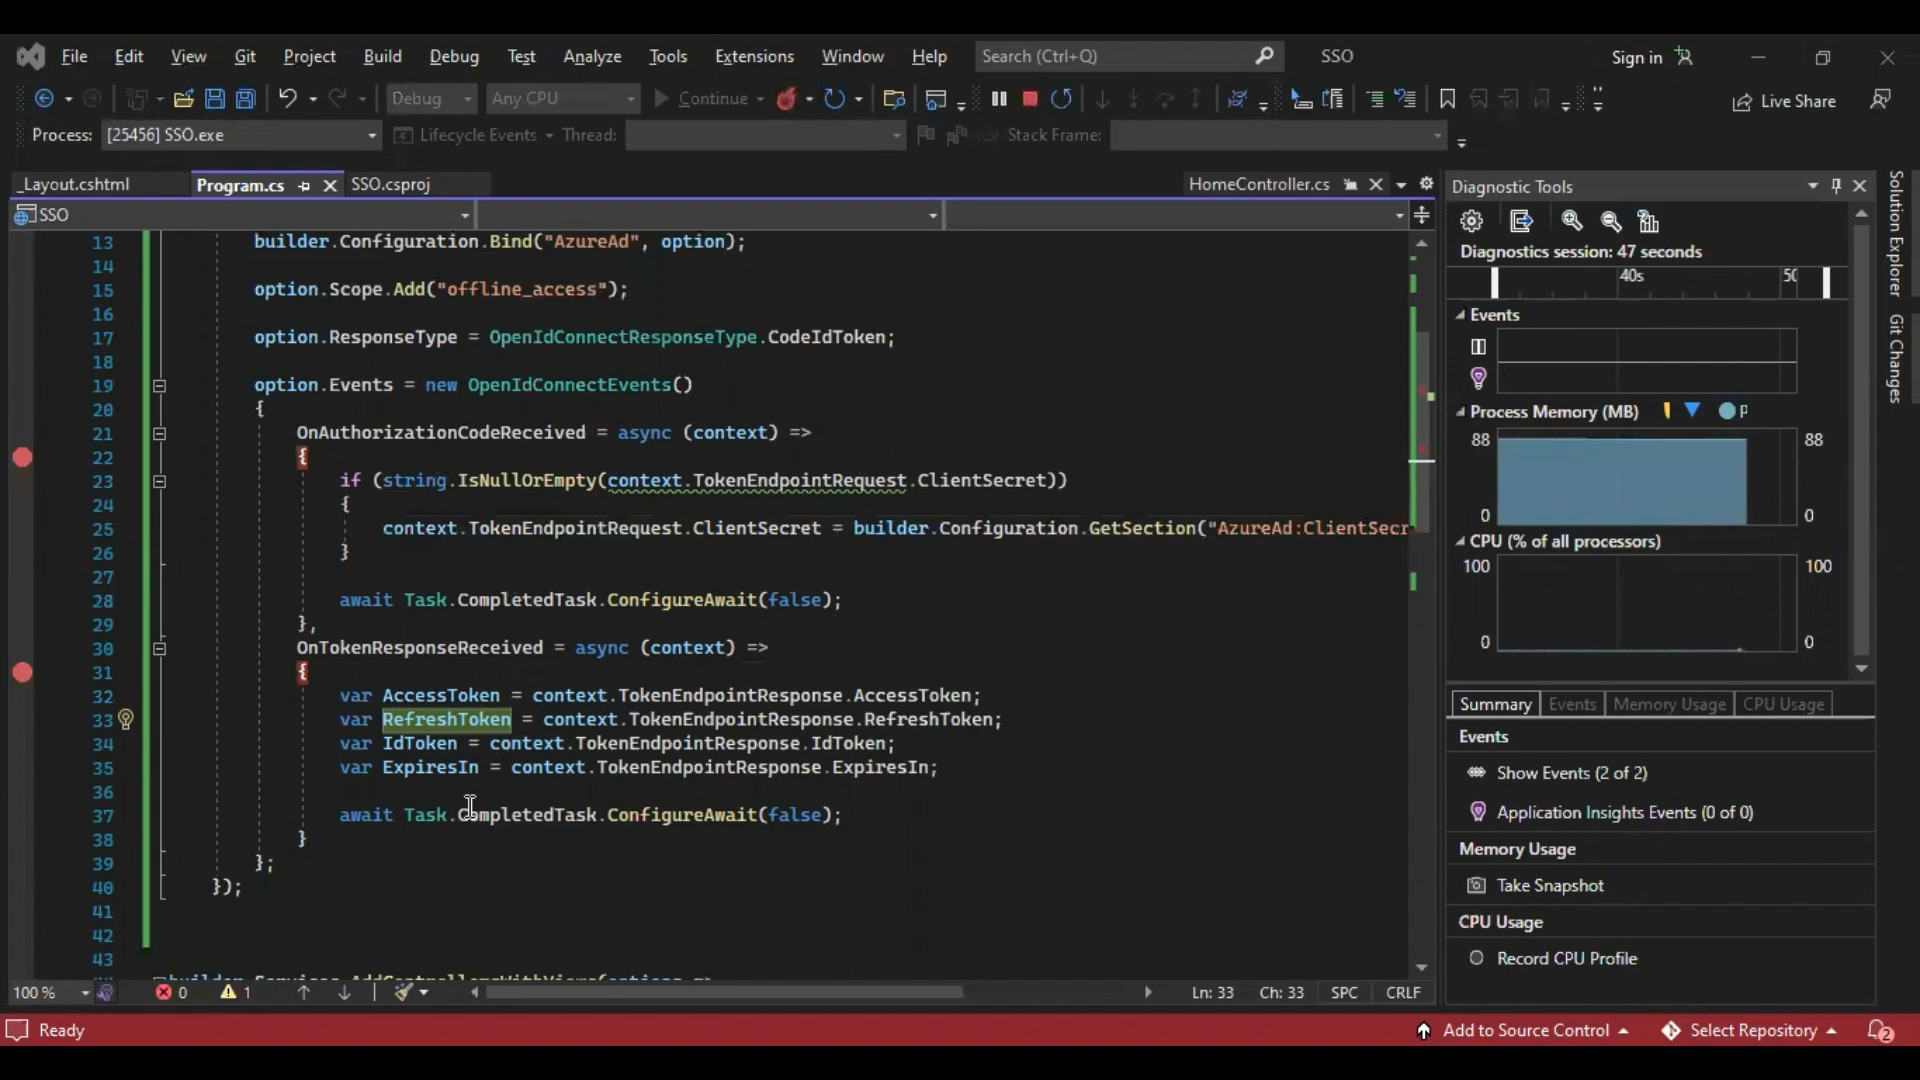 File Edit View Git Project Build Debug Test Analyze Tools Extensions Window Help Search (Ctrl+Q) SSO Sign in
Debug Any CPU Continue Live Share
Process: [25456] SSO.exe Lifecycle Events Thread: Stack Frame:
_Layout.cshtml Program.cs SSO.csproj HomeController.cs
SSO
13 builder.Configuration.Bind("AzureAd", option);
14
15 option.Scope.Add("offline_access");
16
17 option.ResponseType = OpenIdConnectResponseType.CodeIdToken;
18
19 option.Events = new OpenIdConnectEvents()
20 {
21 OnAuthorizationCodeReceived = async (context) =>
22 {
23 if (string.IsNullOrEmpty(context.TokenEndpointRequest.ClientSecret))
24 {
25 context.TokenEndpointRequest.ClientSecret = builder.Configuration.GetSection("AzureAd:ClientSecr
26 }
27
28 await Task.CompletedTask.ConfigureAwait(false);
29 },
30 OnTokenResponseReceived = async (context) =>
31 {
32 var AccessToken = context.TokenEndpointResponse.AccessToken;
33 var RefreshToken = context.TokenEndpointResponse.RefreshToken;
34 var IdToken = context.TokenEndpointResponse.IdToken;
35 var ExpiresIn = context.TokenEndpointResponse.ExpiresIn;
36
37 await Task.CompletedTask.ConfigureAwait(false);
38 }
39 };
40 });
41
42
43
100 % 0 1 Ln: 33 Ch: 33 SPC CRLF
Diagnostic Tools
Diagnostics session: 47 seconds
40s
Events
Process Memory (MB) P
88 88
0 0
CPU (% of all processors)
100 100
0 0
Summary Events Memory Usage CPU Usage
Events
Show Events (2 of 2)
Application Insights Events (0 of 0)
Memory Usage
Take Snapshot
CPU Usage
Record CPU Profile
Solution Explorer
Git Changes
Ready Add to Source Control Select Repository 2